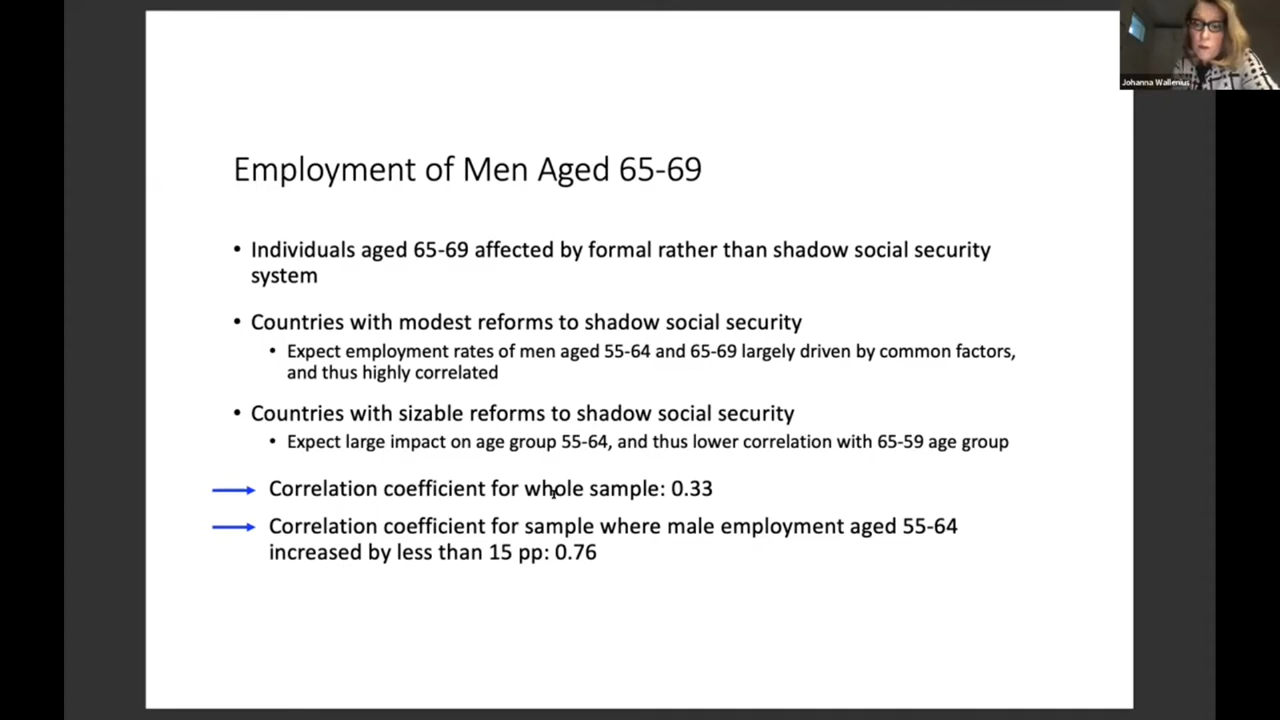 Johanna Wallenius
Employment of Men Aged 65-69
• Individuals aged 65-69 affected by formal rather than shadow social security
system
• Countries with modest reforms to shadow social security
• Expect employment rates of men aged 55-64 and 65-69 largely driven by common factors,
and thus highly correlated
• Countries with sizable reforms to shadow social security
• Expect large impact on age group 55-64, and thus lower correlation with 65-59 age group
Correlation coefficient for whole sample: 0.33
Correlation coefficient for sample where male employment aged 55-64
increased by less than 15 pp: 0.76